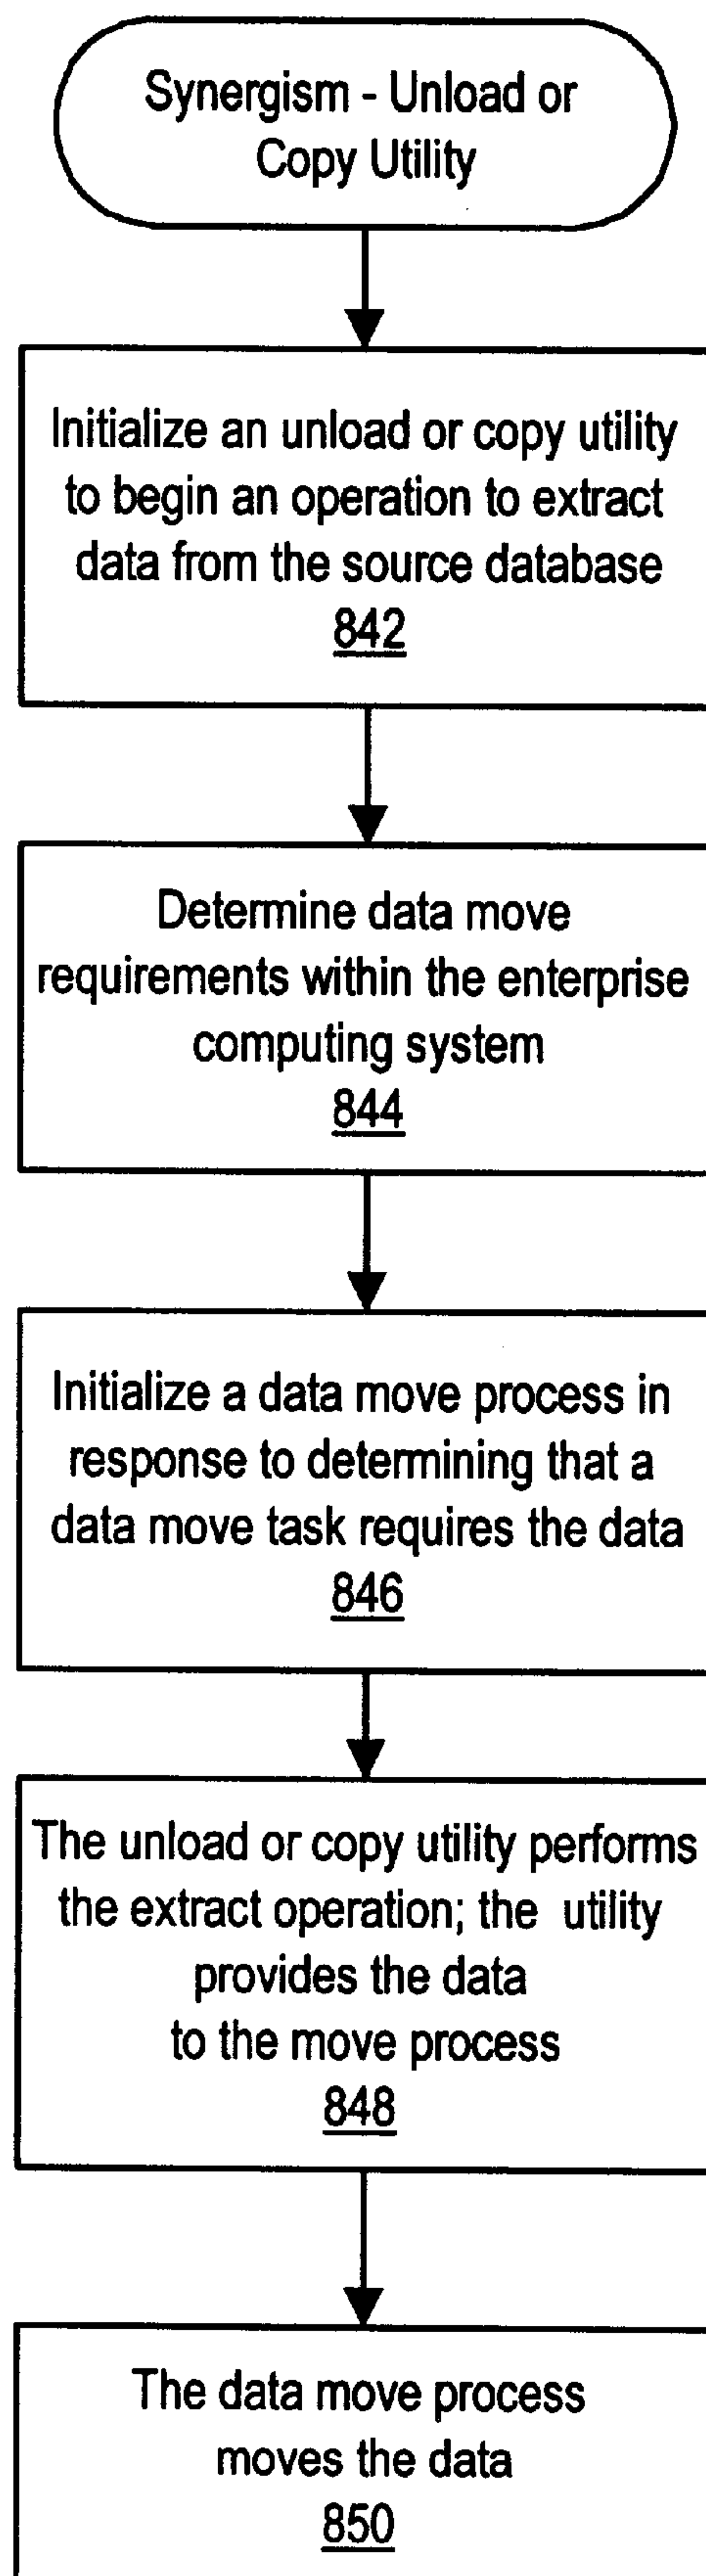 Synergism - Unload or
Copy Utility
Initialize an unload or copy utility
to begin an operation to extract
data from the source database
842
Determine data move
requirements within the enterprise
computing system
844
Initialize a data move process in
response to determining that a
data move task requires the data
846
The unload or copy utility performs
the extract operation; the utility
provides the data
to the move process
848
The data move process
moves the data
850